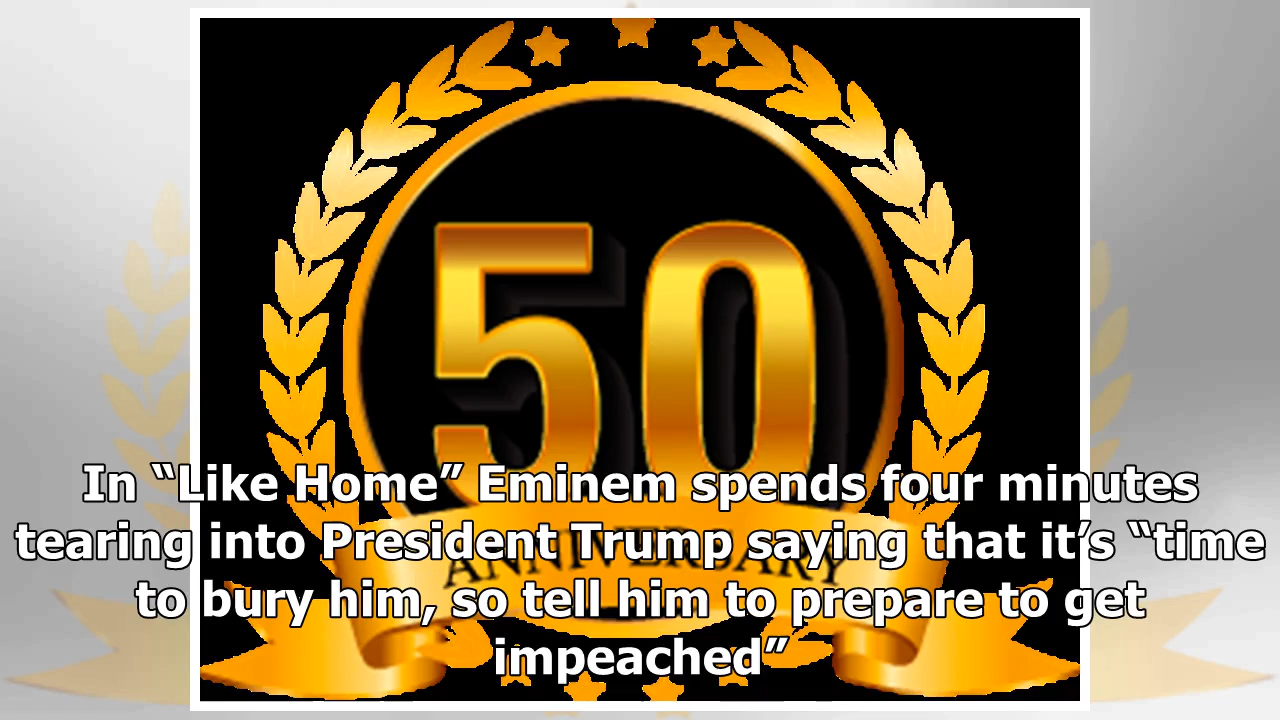 50
In “Like Home” Eminem spends four minutes
tearing into President Trump saying that it’s “time
ANNIVERSARY
to bury him, so tell him to prepare to get
impeached”